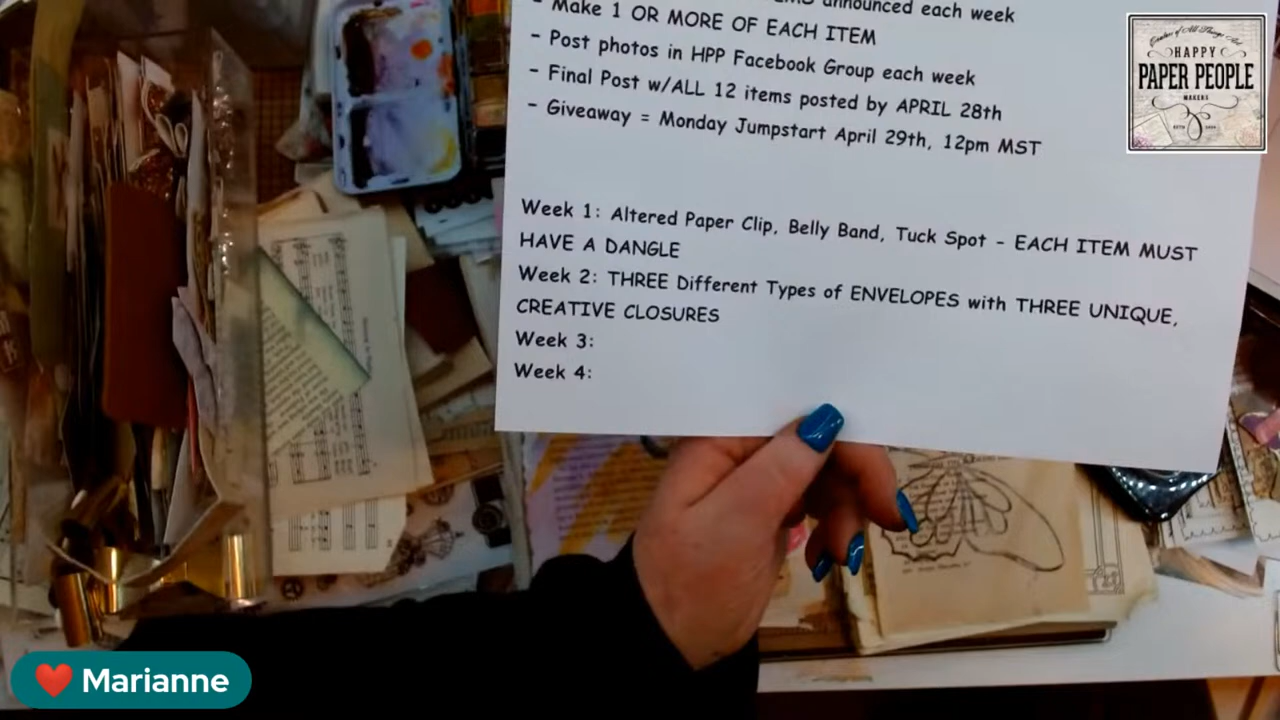 announced each week
- Make 1 OR MORE OF EACH ITEM
- Post photos in HPP Facebook Group each week
- Final Post w/ALL 12 items posted by APRIL 28th
- Giveaway = Monday Jumpstart April 29th, 12pm MST
Week 1: Altered Paper Clip, Belly Band, Tuck Spot - EACH ITEM MUST
HAVE A DANGLE
Week 2: THREE Different Types of ENVELOPES with THREE UNIQUE,
CREATIVE CLOSURES
Week 3:
Week 4:
HAPPY
PAPER PEOPLE
MAKERS
Marianne